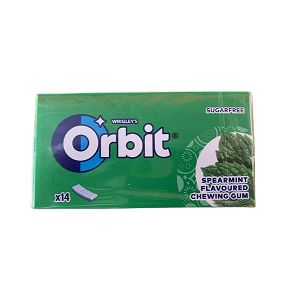 WRIGLEY'S
Orbit®
SUGARFREE
x14
SPEARMINT
FLAVOURED
CHEWING GUM